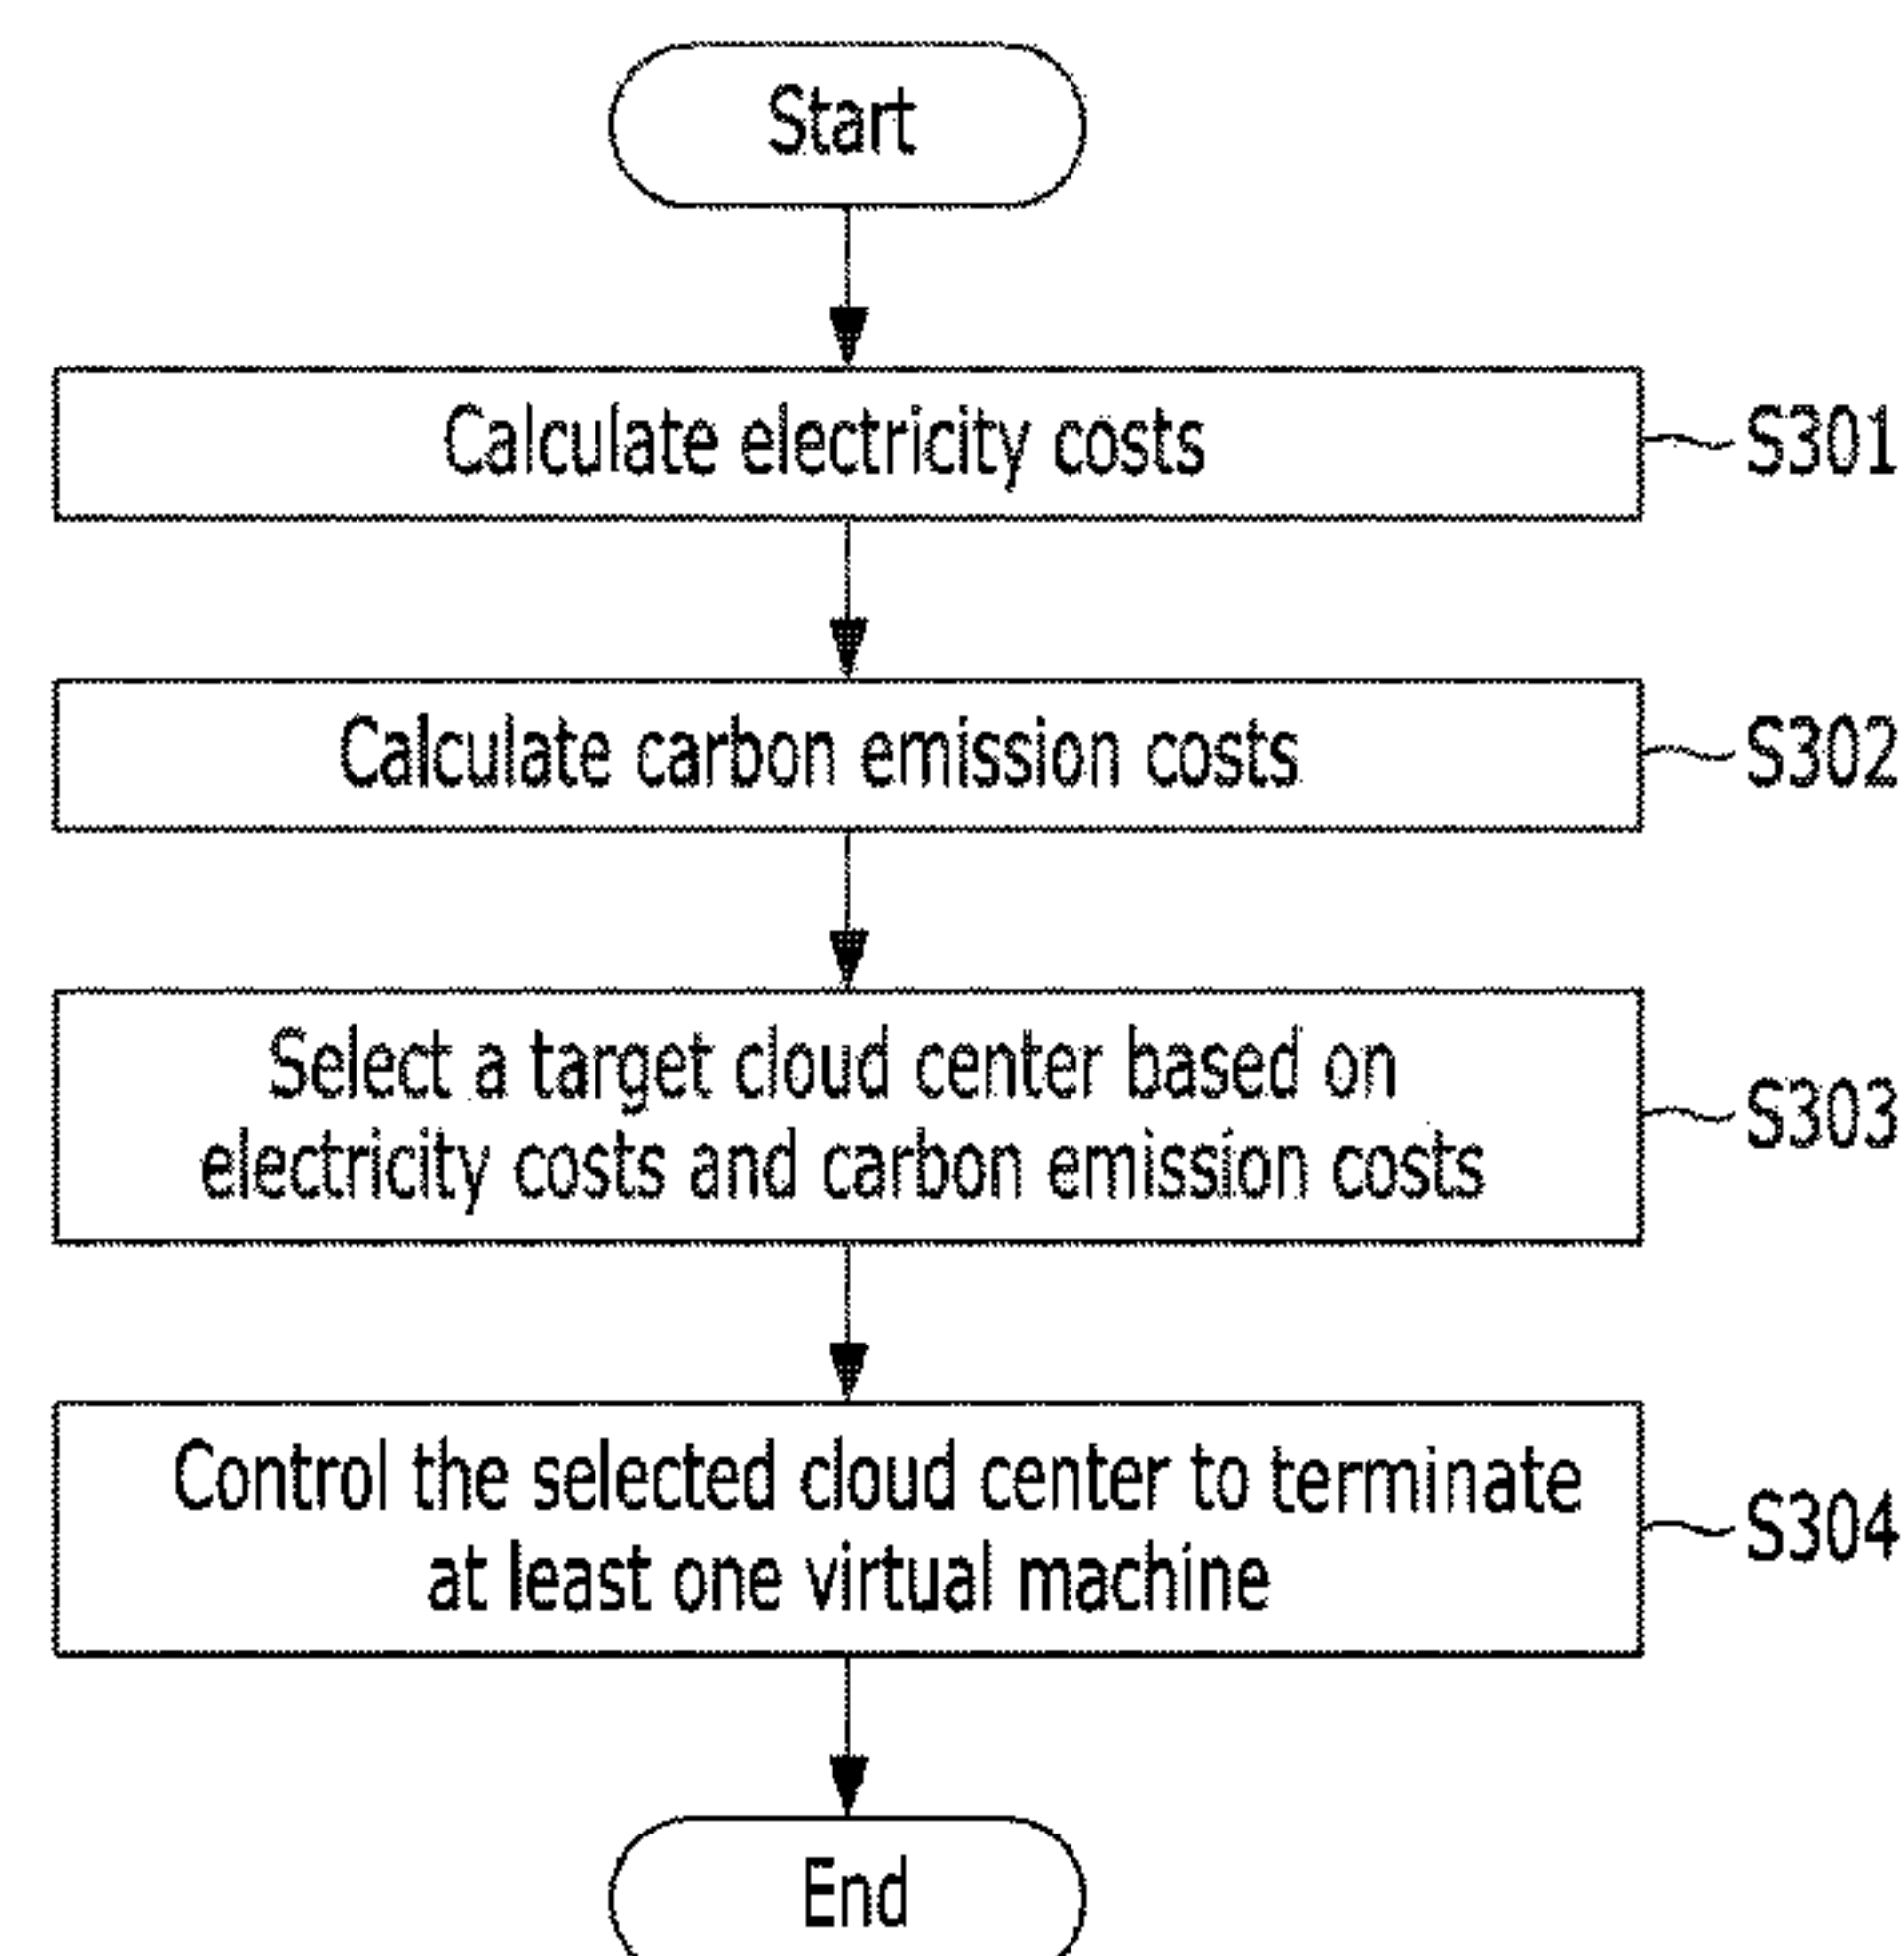 Start
Calculate electricity costs
S301
Calculate carbon emission costs
S302
Select a target cloud center based on
electricity costs and carbon emission costs
S303
Control the selected cloud center to terminate
at least one virtual machine
S304
End